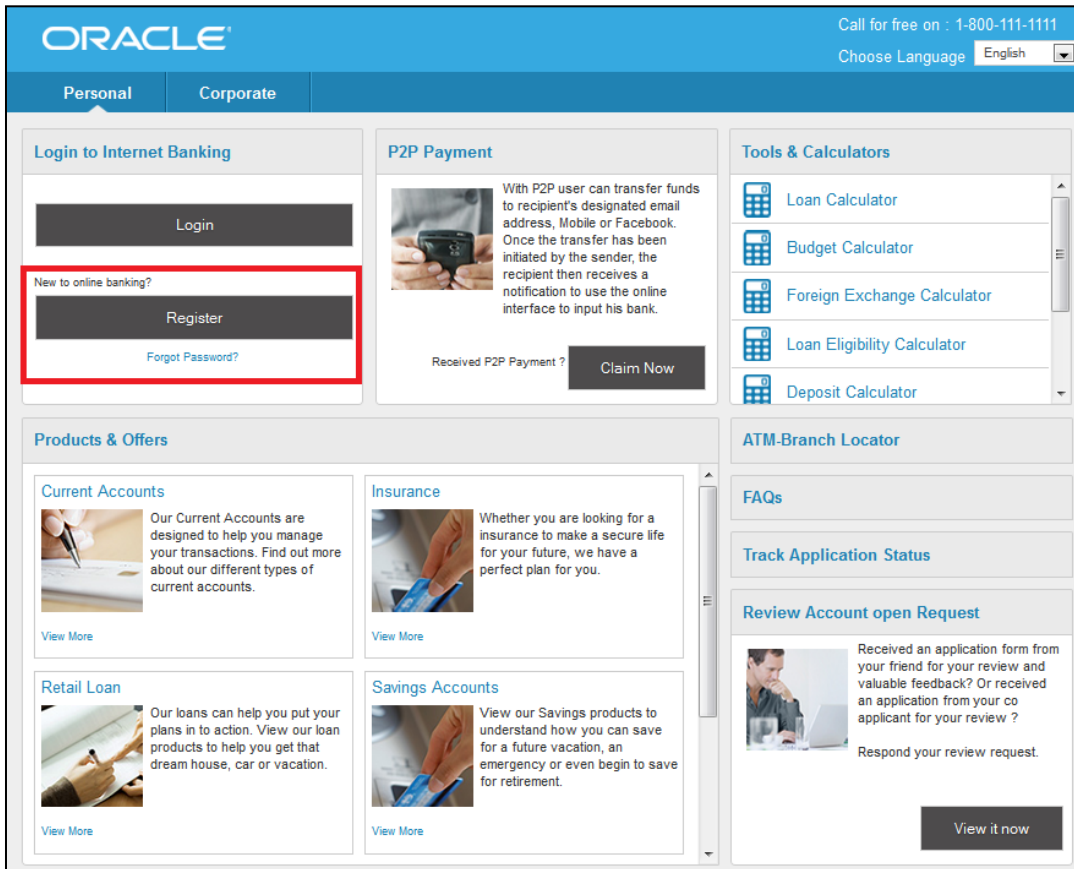 ORACLE
Call for free on : 1-800-111-1111
Choose Language English
Personal Corporate
Login to Internet Banking
Login
New to online banking?
Register
Forgot Password?
P2P Payment
With P2P user can transfer funds
to recipient's designated email
address, Mobile or Facebook.
Once the transfer has been
initiated by the sender, the
recipient then receives a
notification to use the online
interface to input his bank.
Received P2P Payment ?
Claim Now
Tools & Calculators
Loan Calculator
Budget Calculator
Foreign Exchange Calculator
Loan Eligibility Calculator
Deposit Calculator
Products & Offers
Current Accounts
Our Current Accounts are
designed to help you manage
your transactions. Find out more
about our different types of
current accounts.
View More
Insurance
Whether you are looking for a
insurance to make a secure life
for your future, we have a
perfect plan for you.
View More
Retail Loan
Our loans can help you put your
plans in to action. View our loan
products to help you get that
dream house, car or vacation.
View More
Savings Accounts
View our Savings products to
understand how you can save
for a future vacation, an
emergency or even begin to save
for retirement.
View More
ATM-Branch Locator
FAQs
Track Application Status
Review Account open Request
Received an application form from
your friend for your review and
valuable feedback? Or received
an application from your co
applicant for your review ?
Respond your review request.
View it now